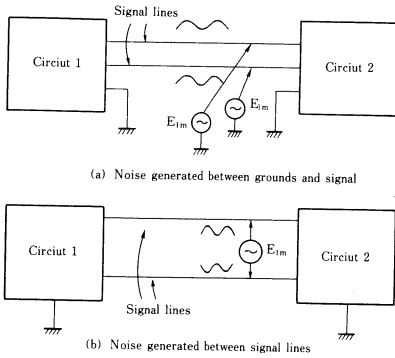 Signal lines
Circiut 1
Circiut 2
E1m
E1m
(a) Noise generated between grounds and signal
Circiut 1
E1m
Circiut 2
Signal lines
(b) Noise generated between signal lines